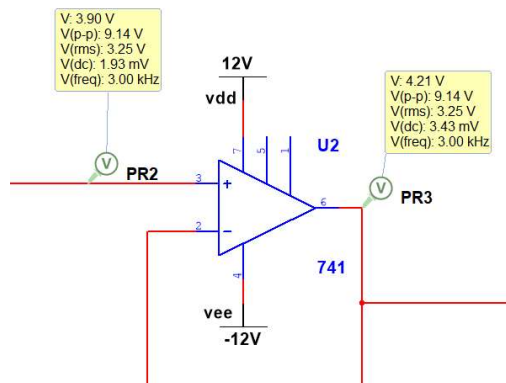 V: 3.90 V
V(p-p): 9.14 V
V(rms): 3.25 V
V(dc): 1.93 mV
V(freq): 3.00 kHz
V
PR2
12V
vdd
7
5
1
U2
3
+
2
−
6
4
741
vee
-12V
V: 4.21 V
V(p-p): 9.14 V
V(rms): 3.25 V
V(dc): 3.43 mV
V(freq): 3.00 kHz
V
PR3